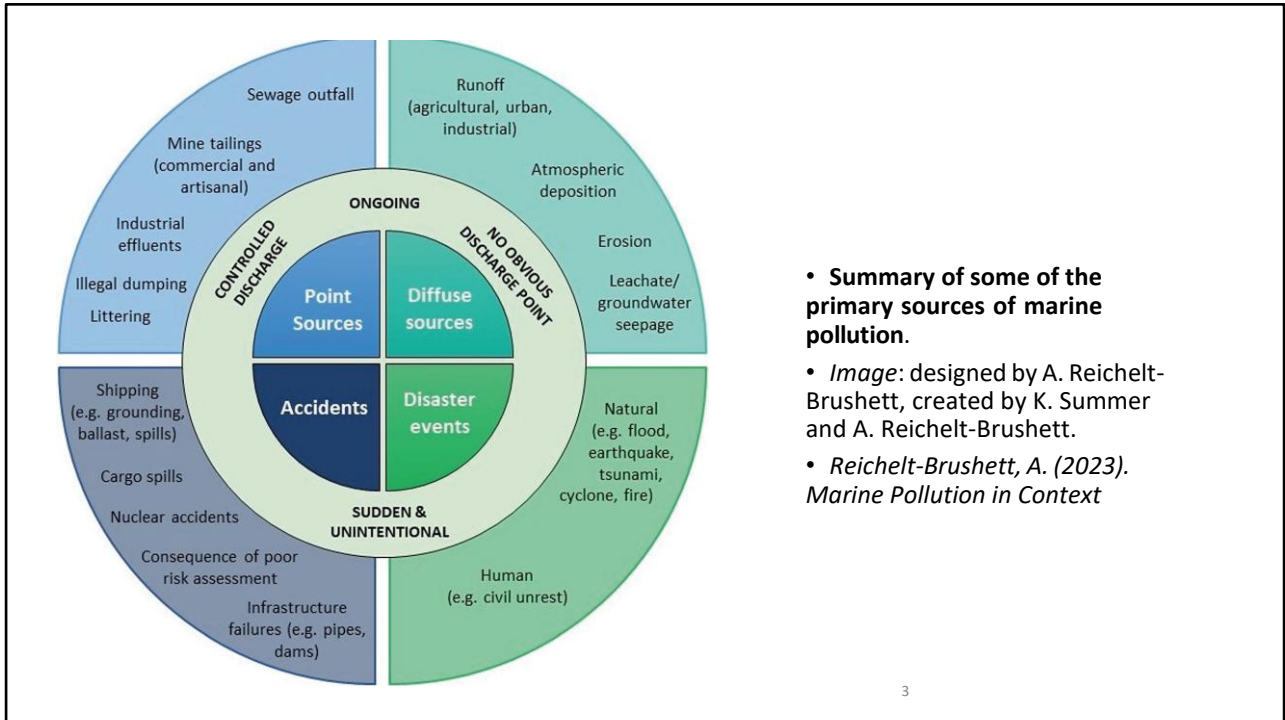 Sewage outfall
Mine tailings
(commercial and
artisanal)
Industrial
effluents
Illegal dumping
Littering
Runoff
(agricultural, urban,
industrial)
Atmospheric
deposition
Erosion
Leachate/
groundwater
seepage
ONGOING
CONTROLLED
DISCHARGE
NO OBVIOUS
DISCHARGE POINT
Point
Sources
Diffuse
sources
Accidents
Disaster
events
SUDDEN &
UNINTENTIONAL
Shipping
(e.g. grounding,
ballast, spills)
Cargo spills
Nuclear accidents
Consequence of poor
risk assessment
Infrastructure
failures (e.g. pipes,
dams)
Natural
(e.g. flood,
earthquake,
tsunami,
cyclone, fire)
Human
(e.g. civil unrest)
• Summary of some of the
primary sources of marine
pollution.
• Image: designed by A. Reichelt-
Brushett, created by K. Summer
and A. Reichelt-Brushett.
• Reichelt-Brushett, A. (2023).
Marine Pollution in Context
3